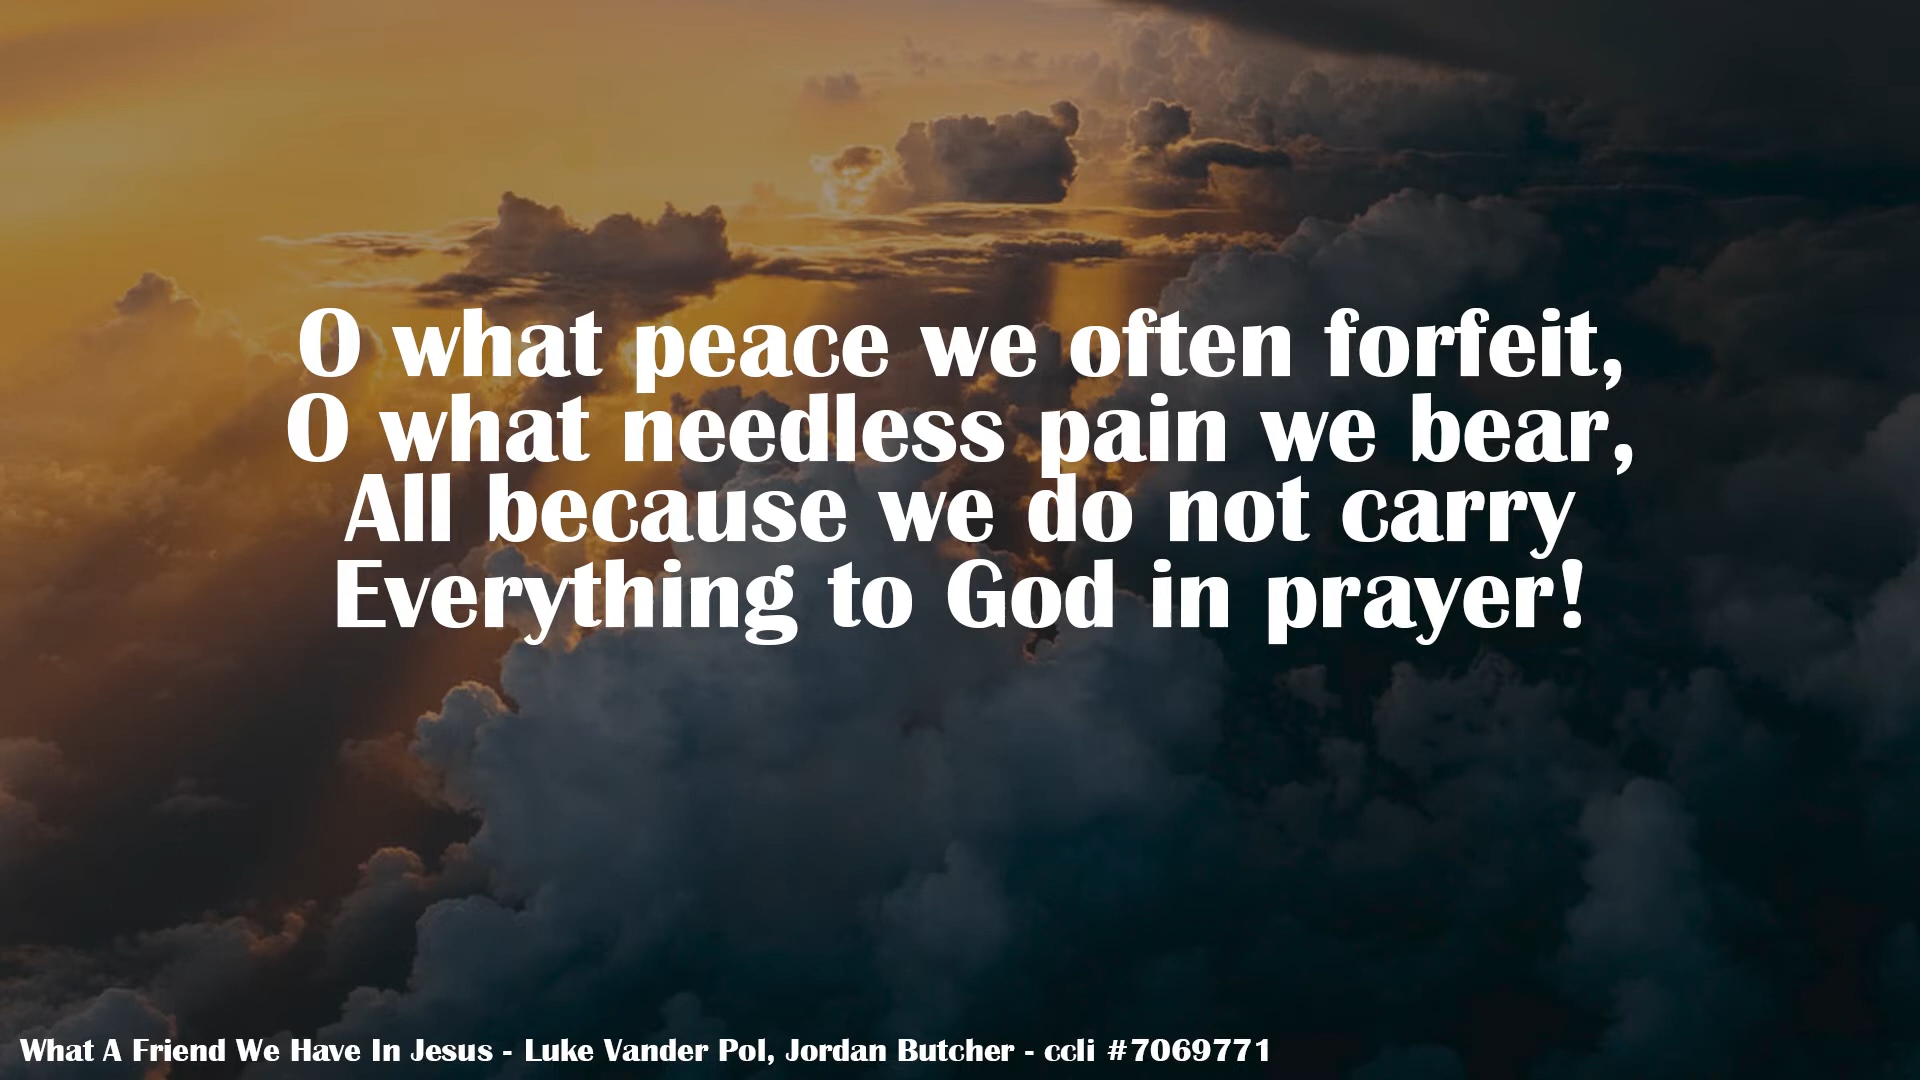 O what peace we often forfeit,
O what needless pain we bear,
All because we do not carry
Everything to God in prayer!
What A Friend We Have In Jesus - Luke Vander Pol, Jordan Butcher - ccli #7069771